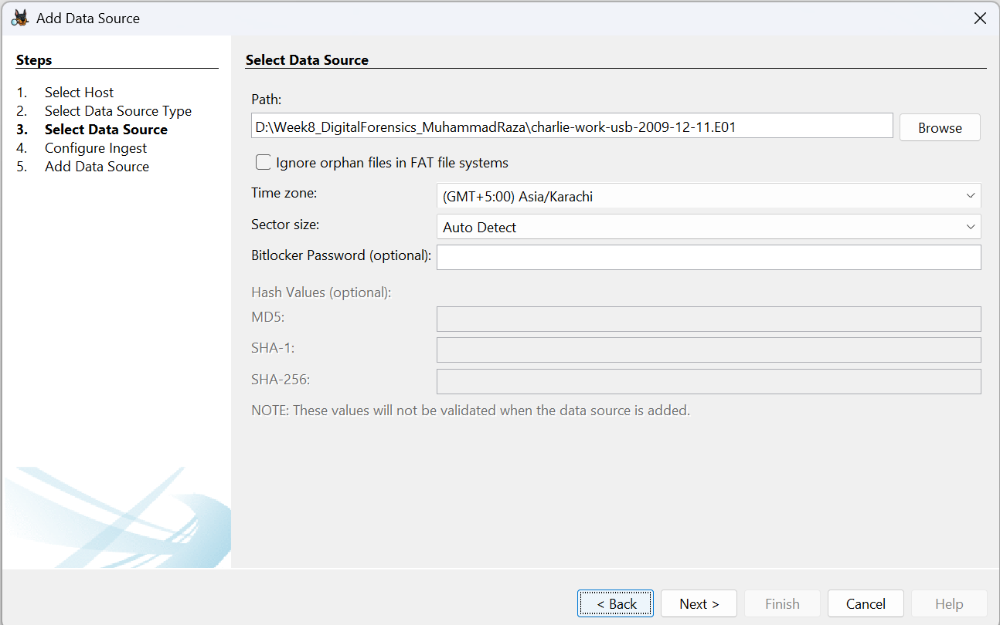 Add Data Source
Steps
1. Select Host
2. Select Data Source Type
3. Select Data Source
4. Configure Ingest
5. Add Data Source
Select Data Source
Path:
D:\Week8_DigitalForensics_MuhammadRaza\charlie-work-usb-2009-12-11.E01
Browse
Ignore orphan files in FAT file systems
Time zone: (GMT+5:00) Asia/Karachi
Sector size: Auto Detect
Bitlocker Password (optional):
Hash Values (optional):
MD5:
SHA-1:
SHA-256:
NOTE: These values will not be validated when the data source is added.
< Back Next > Finish Cancel Help